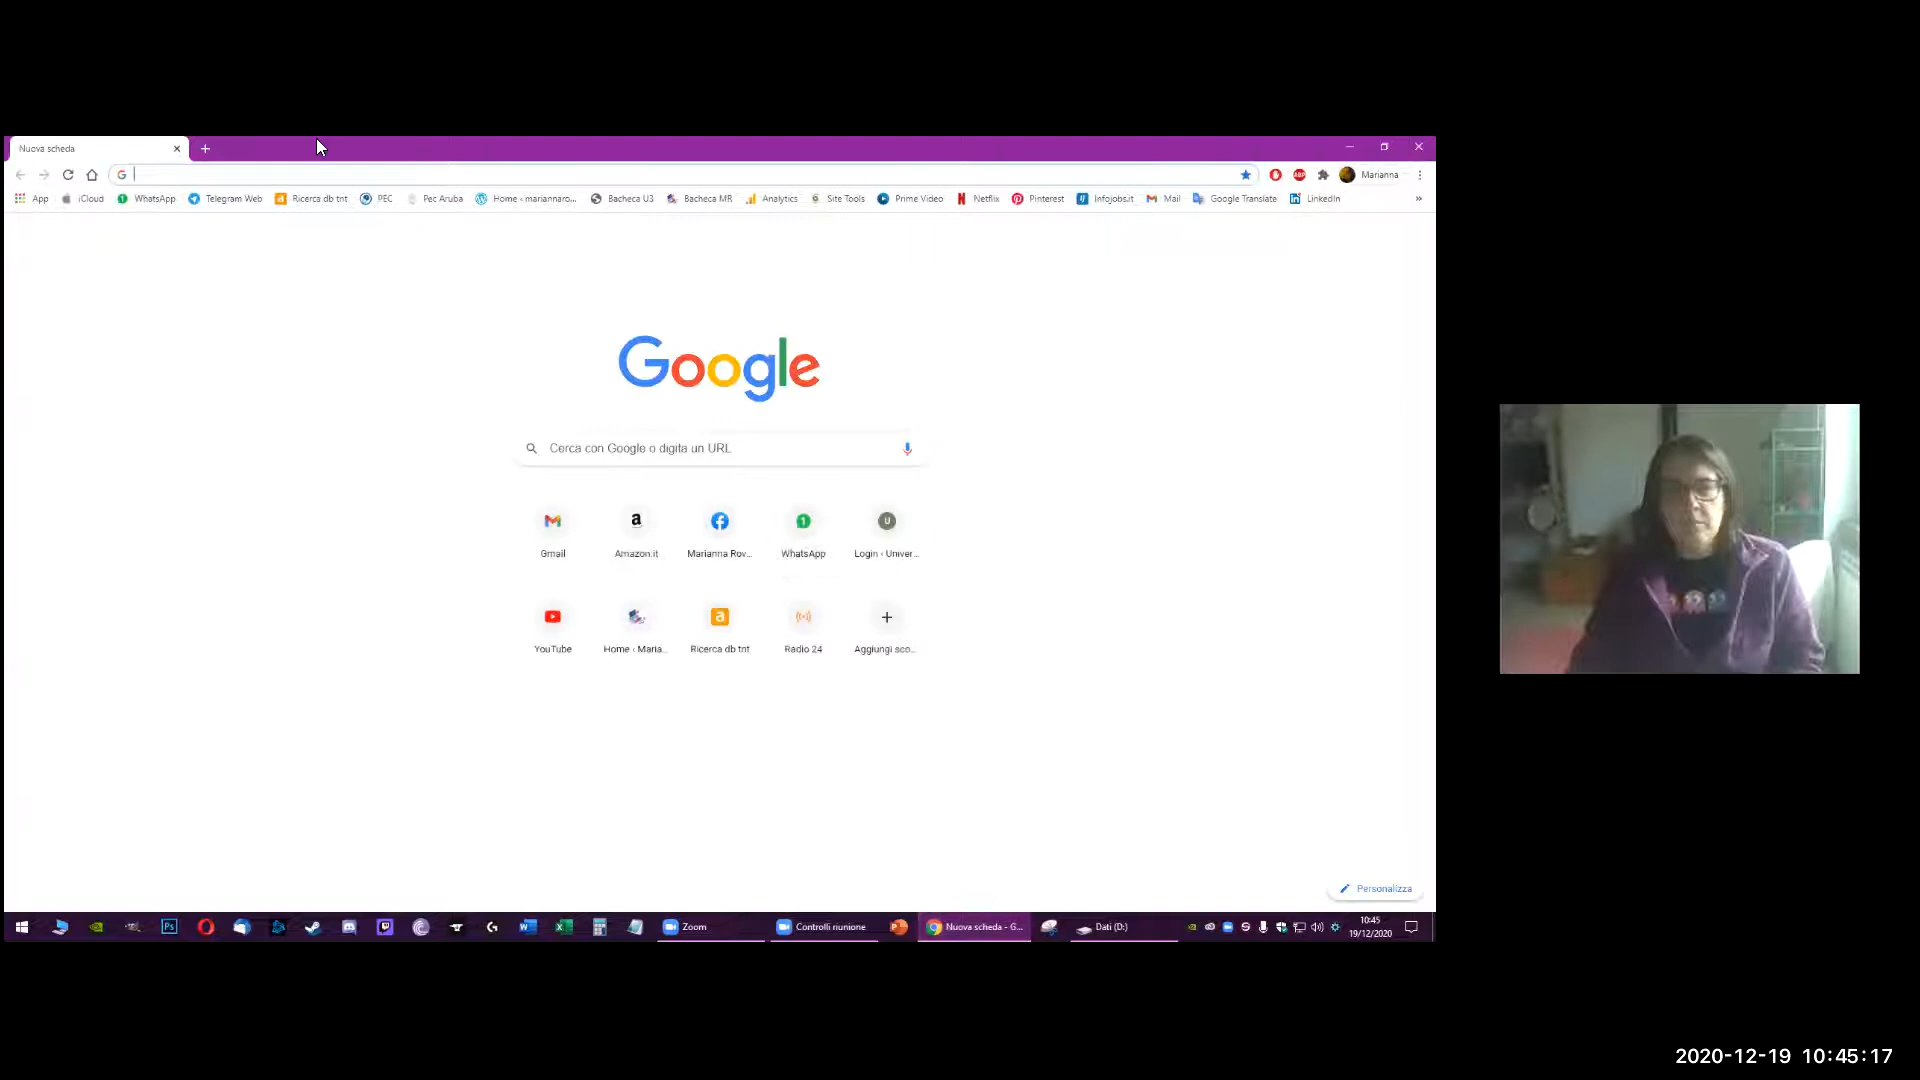 Nuova scheda
Marianna
App iCloud WhatsApp Telegram Web Ricerca db tnt PEC Pec Aruba Home ‹ mariannaro... Bacheca U3 Bacheca MR Analytics Site Tools Prime Video Netflix Pinterest Infojobs.it Mail Google Translate LinkedIn »
Google
Cerca con Google o digita un URL
Gmail Amazon.it Marianna Rov... WhatsApp Login ‹ Univer...
YouTube Home ‹ Maria... Ricerca db tnt Radio 24 Aggiungi sco...
Personalizza
Zoom Controlli riunione Nuova scheda - G... Dati (D:) 10:45
19/12/2020
2020-12-19 10:45:17